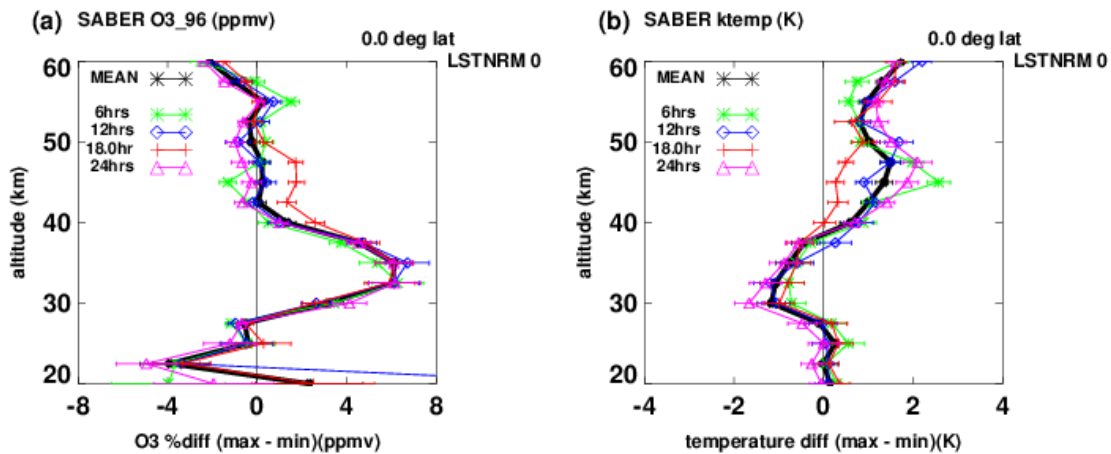 (a) SABER O3_96 (ppmv)
0.0 deg lat
LSTNRM 0
MEAN
6hrs
12hrs
18.0hr
24hrs
60
50
40
30
20
altitude (km)
-8 -4 0 4 8
O3 %diff (max - min)(ppmv)
(b) SABER ktemp (K)
0.0 deg lat
LSTNRM 0
MEAN
6hrs
12hrs
18.0hr
24hrs
60
50
40
30
20
altitude (km)
-4 -2 0 2 4
temperature diff (max - min)(K)